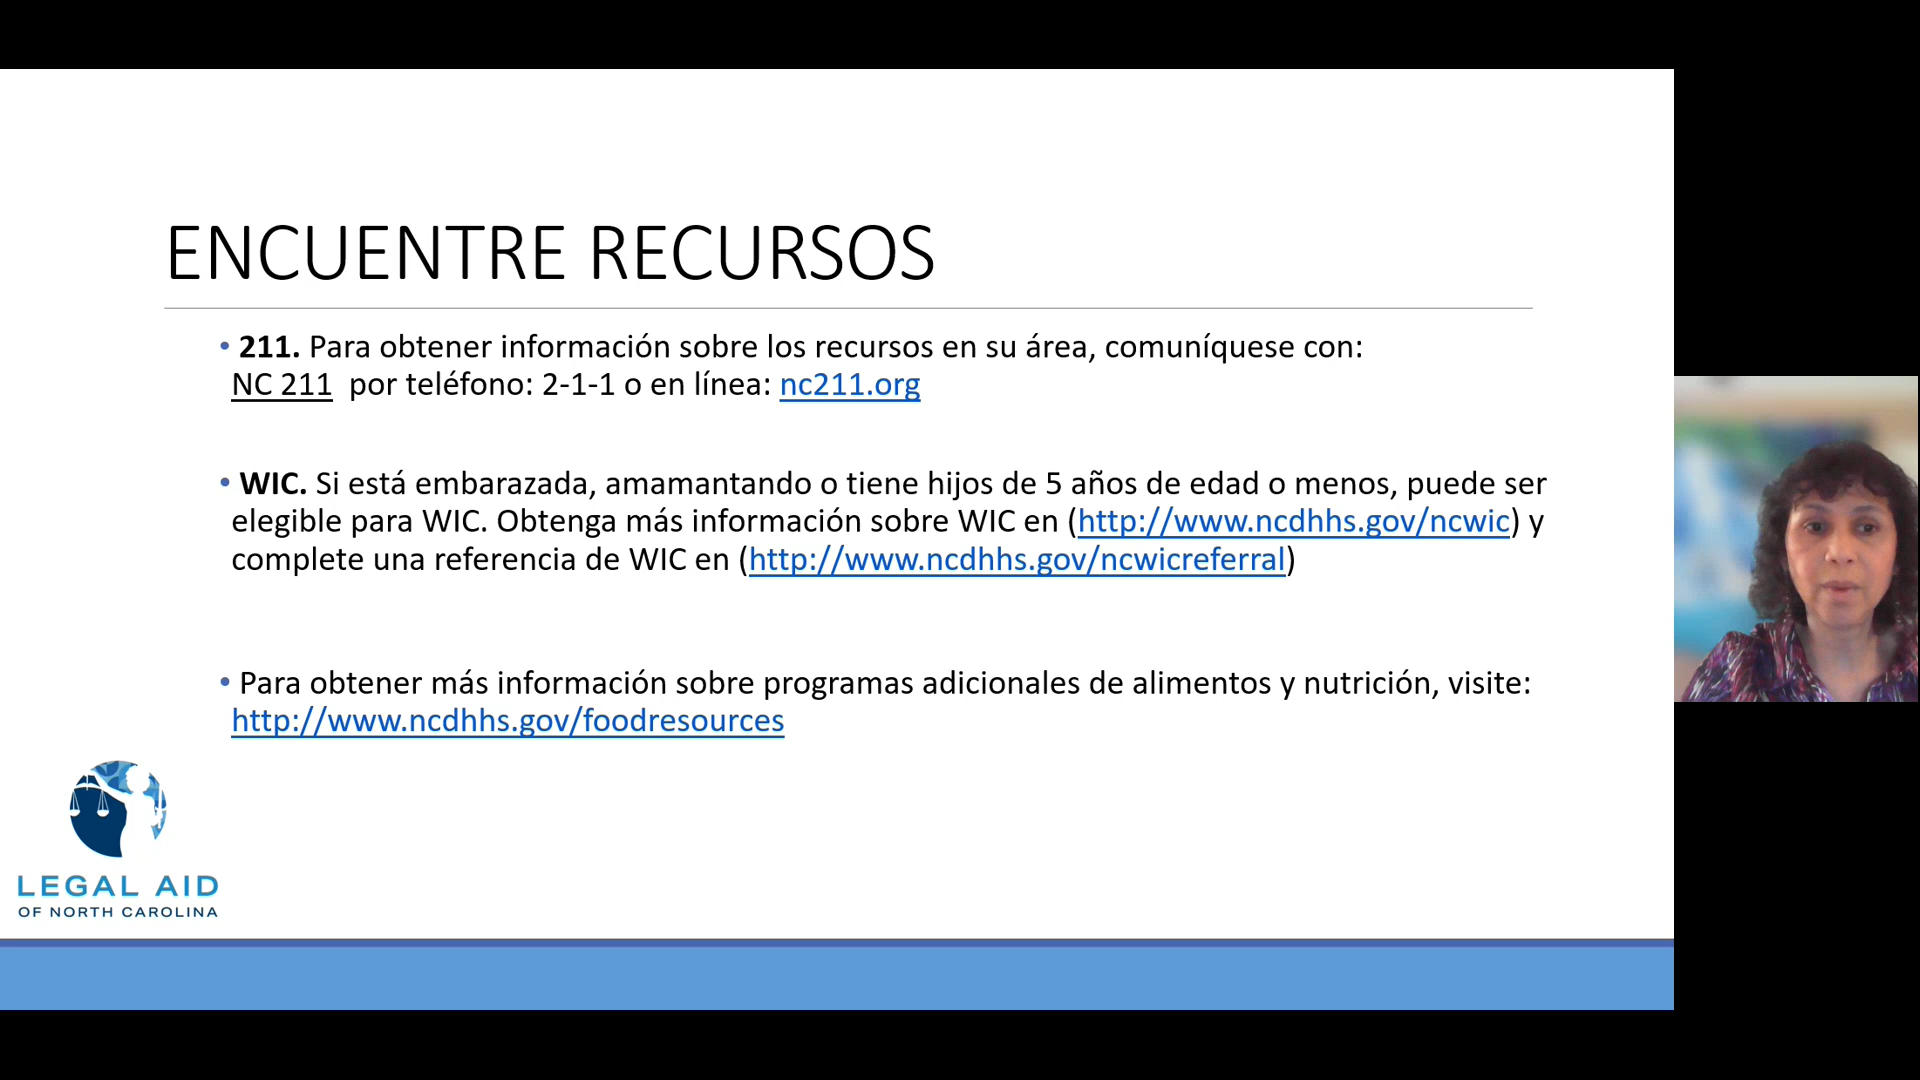 ENCUENTRE RECURSOS
• 211. Para obtener información sobre los recursos en su área, comuníquese con:
NC 211 por teléfono: 2-1-1 o en línea: nc211.org
• WIC. Si está embarazada, amamantando o tiene hijos de 5 años de edad o menos, puede ser
elegible para WIC. Obtenga más información sobre WIC en (http://www.ncdhhs.gov/ncwic) y
complete una referencia de WIC en (http://www.ncdhhs.gov/ncwicreferral)
• Para obtener más información sobre programas adicionales de alimentos y nutrición, visite:
http://www.ncdhhs.gov/foodresources
LEGAL AID
OF NORTH CAROLINA